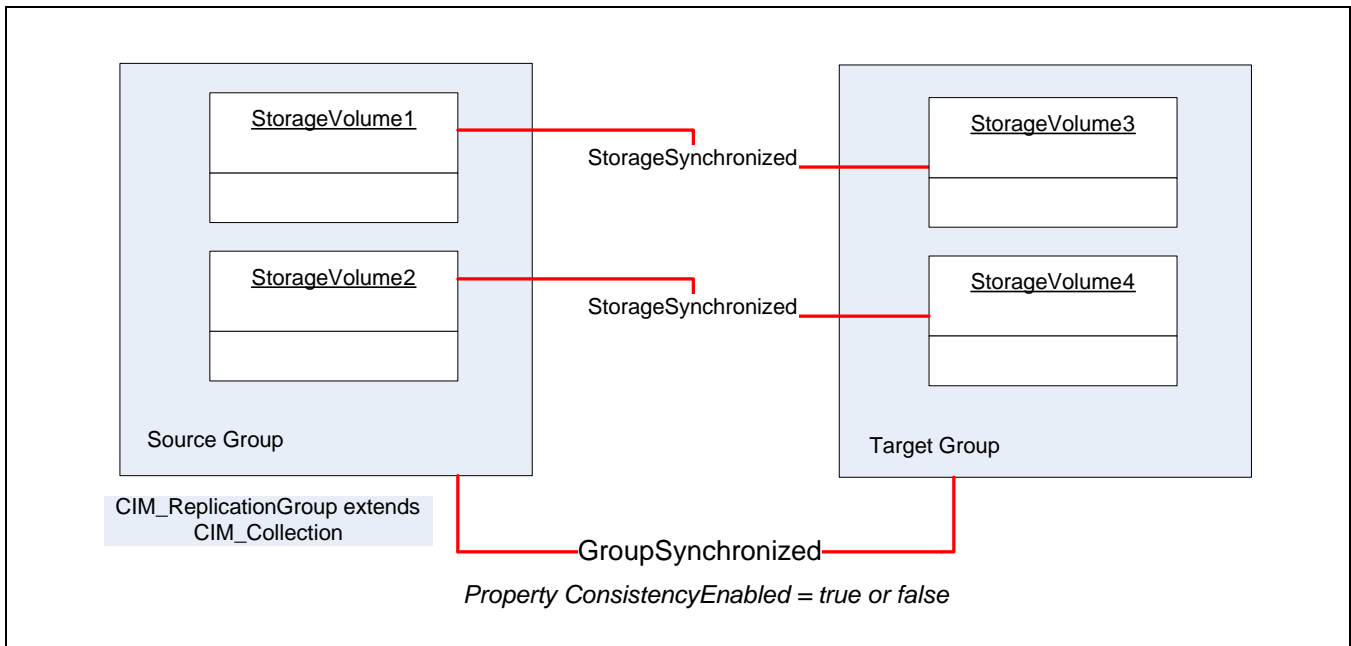 StorageVolume1
StorageSynchronized
StorageVolume3
StorageVolume2
StorageSynchronized
StorageVolume4
Source Group
Target Group
CIM_ReplicationGroup extends
CIM_Collection
GroupSynchronized
Property ConsistencyEnabled = true or false